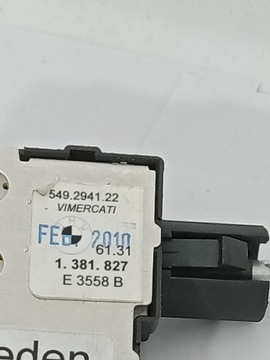 549.2941.22
VIMERCATI
FEB 2010
61.31
1. 381. 827
E 3558 B
eden